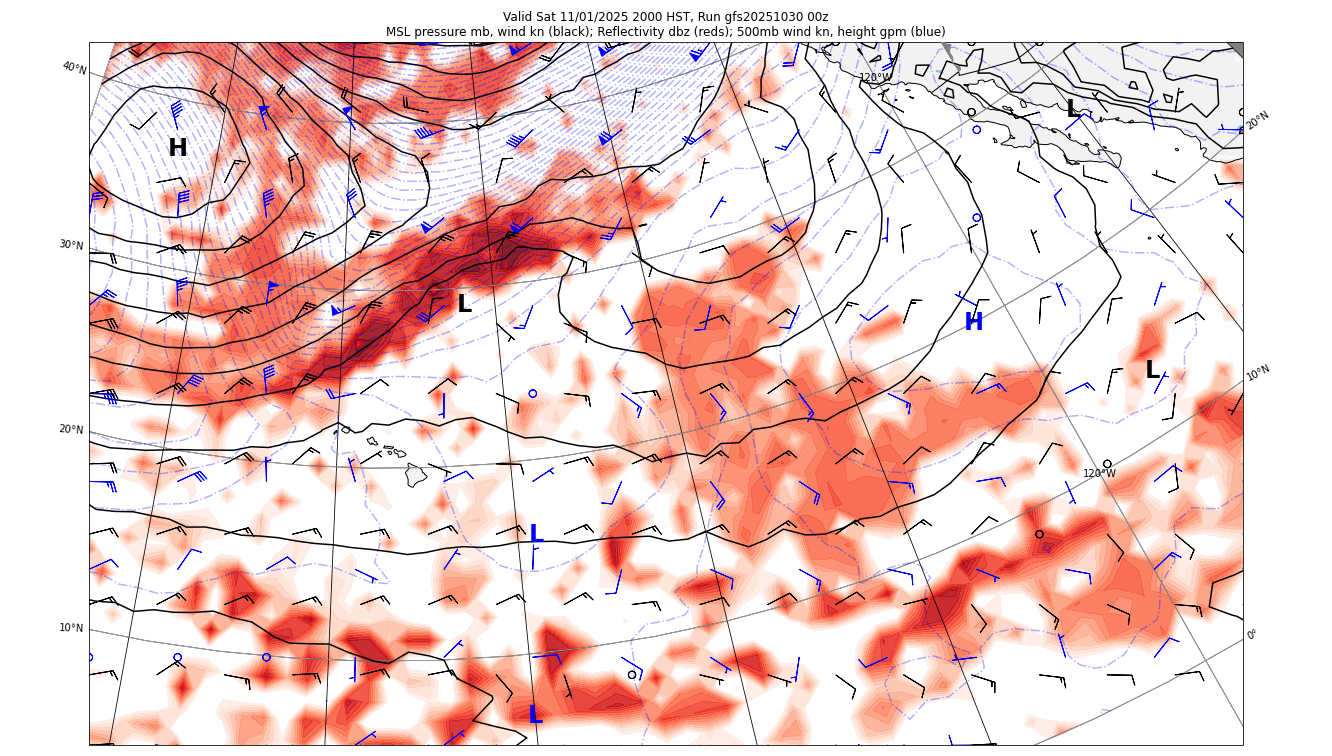 Valid Sat 11/01/2025 2000 HST, Run gfs20251030 00z
MSL pressure mb, wind kn (black); Reflectivity dbz (reds); 500mb wind kn, height gpm (blue)
40°N
120°W
L
20°N
H
30°N
L
H
L
10°N
20°N
120°W
L
10°N
0°
L